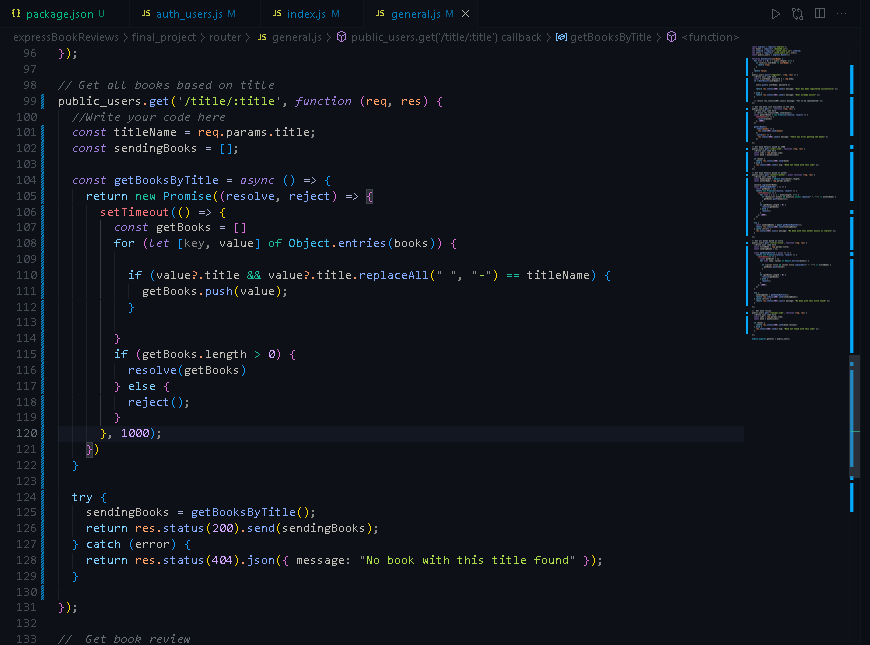 package.json U
auth_users.js M
index.js M
general.js M
expressBookReviews > final_project > router > JS general.js > public_users.get('/title/:title') callback > getBooksByTitle > <function>
96 });
97
98 // Get all books based on title
99 public_users.get('/title/:title', function (req, res) {
100 //Write your code here
101 const titleName = req.params.title;
102 const sendingBooks = [];
103
104 const getBooksByTitle = async () => {
105 return new Promise((resolve, reject) => {
106 setTimeout(() => {
107 const getBooks = []
108 for (let [key, value] of Object.entries(books)) {
109
110 if (value?.title && value?.title.replaceAll(" ", "-") == titleName) {
111 getBooks.push(value);
112 }
113
114 }
115 if (getBooks.length > 0) {
116 resolve(getBooks)
117 } else {
118 reject();
119 }
120 }, 1000);
121 })
122 }
123
124 try {
125 sendingBooks = getBooksByTitle();
126 return res.status(200).send(sendingBooks);
127 } catch (error) {
128 return res.status(404).json({ message: "No book with this title found" });
129 }
130
131 });
132
133 //  Get book review